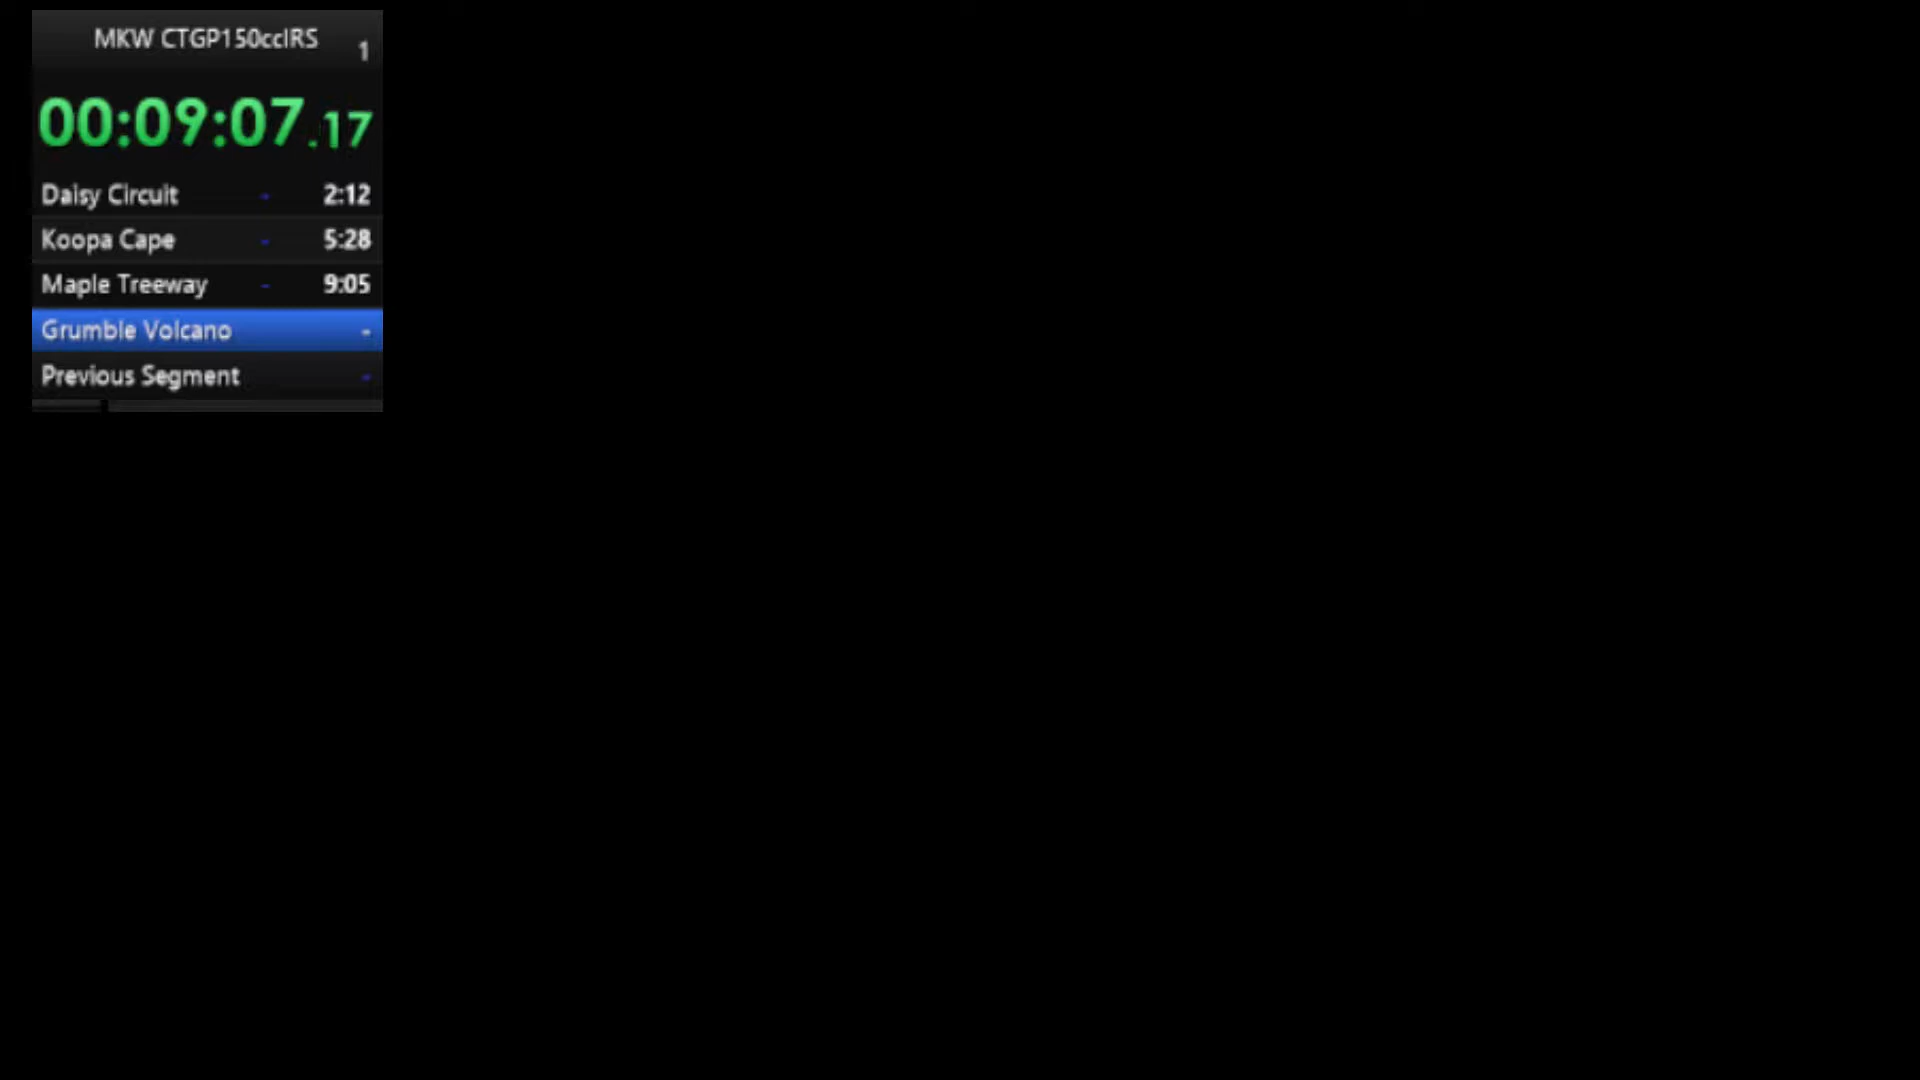 MKW CTGP150ccIRS
1
00:09:07.17
Daisy Circuit - 2:12
Koopa Cape - 5:28
Maple Treeway - 9:05
Grumble Volcano -
Previous Segment -